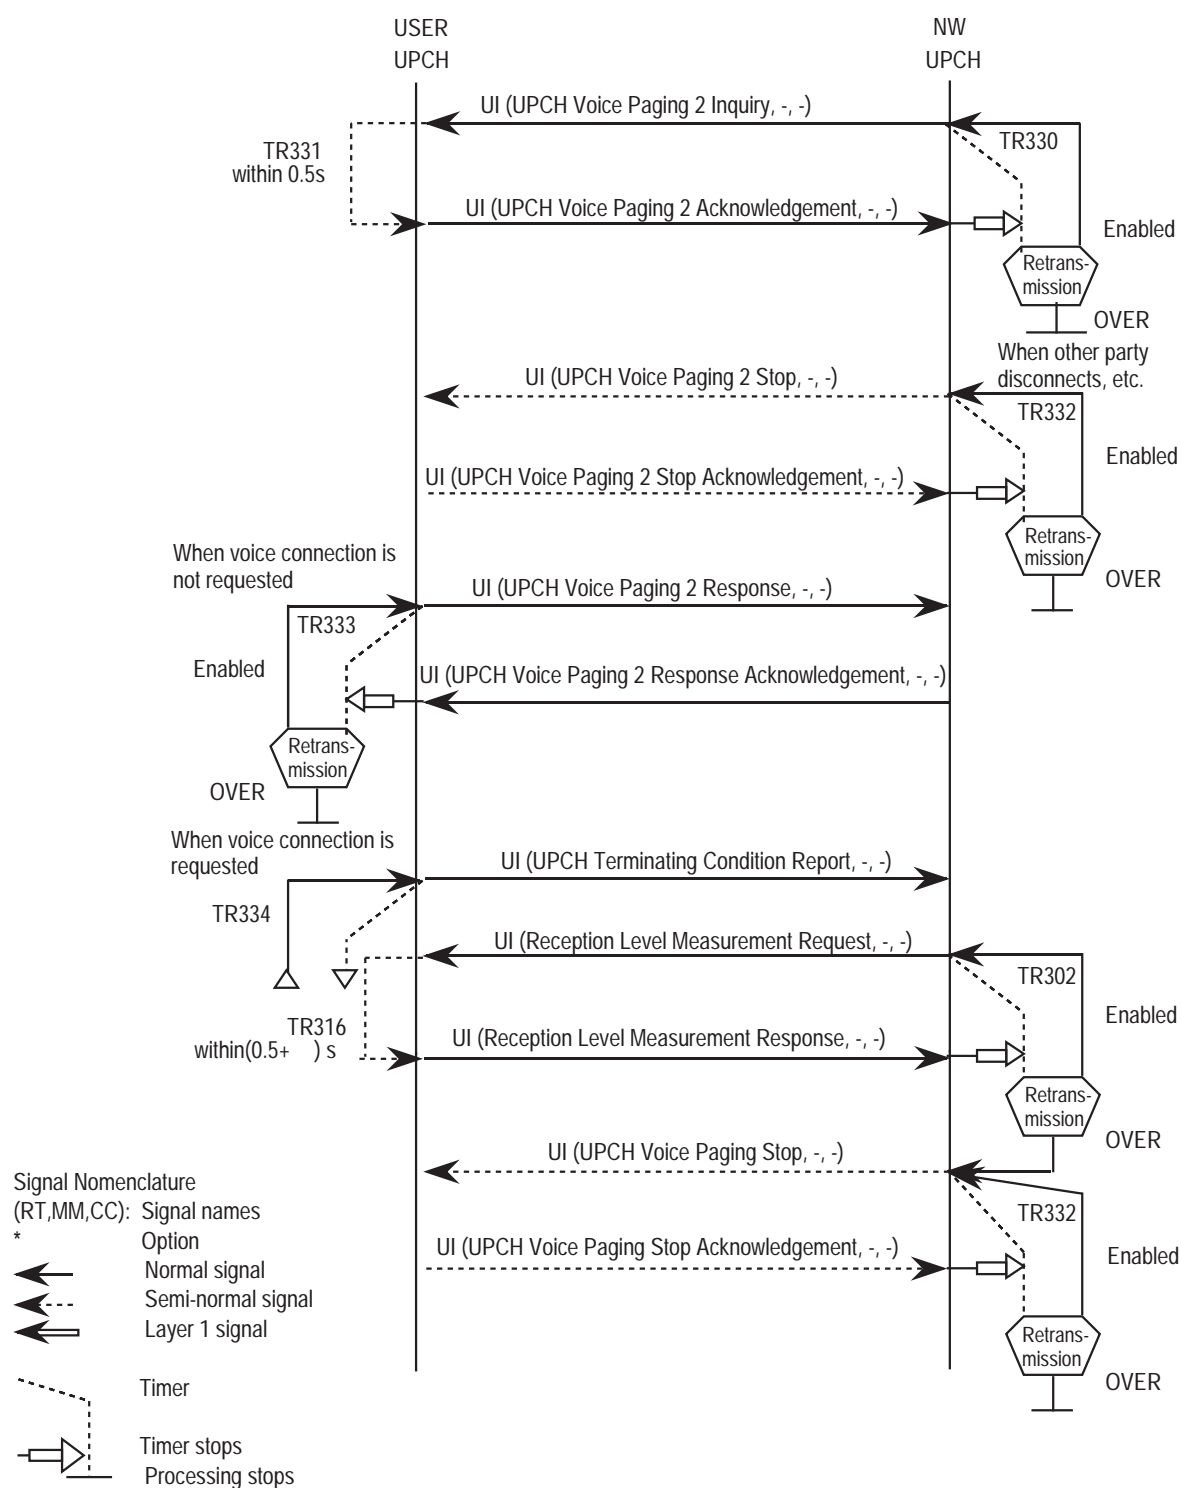 USER
UPCH
NW
UPCH
UI (UPCH Voice Paging 2 Inquiry, -, -)
TR331
within 0.5s
TR330
UI (UPCH Voice Paging 2 Acknowledgement, -, -)
Enabled
Retrans-
mission
OVER
When other party
disconnects, etc.
UI (UPCH Voice Paging 2 Stop, -, -)
TR332
Enabled
UI (UPCH Voice Paging 2 Stop Acknowledgement, -, -)
Retrans-
mission
OVER
When voice connection is
not requested
UI (UPCH Voice Paging 2 Response, -, -)
TR333
Enabled
UI (UPCH Voice Paging 2 Response Acknowledgement, -, -)
Retrans-
mission
OVER
When voice connection is
requested
UI (UPCH Terminating Condition Report, -, -)
TR334
UI (Reception Level Measurement Request, -, -)
TR302
Enabled
TR316
within(0.5+ ) s
UI (Reception Level Measurement Response, -, -)
Retrans-
mission
OVER
UI (UPCH Voice Paging Stop, -, -)
TR332
Enabled
UI (UPCH Voice Paging Stop Acknowledgement, -, -)
Retrans-
mission
OVER
Signal Nomenclature
(RT,MM,CC): Signal names
* Option
Normal signal
Semi-normal signal
Layer 1 signal
Timer
Timer stops
Processing stops